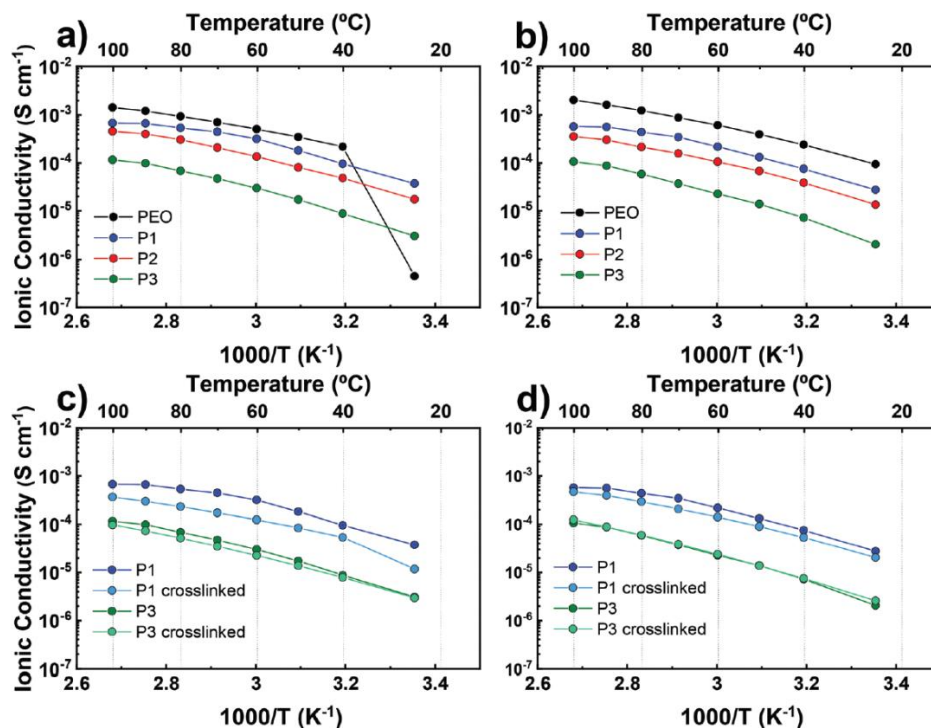 Temperature (ºC)
a)
100 80 60 40 20
Ionic Conductivity (S cm⁻¹)
10⁻²
10⁻³
10⁻⁴
10⁻⁵
10⁻⁶
10⁻⁷
PEO
P1
P2
P3
2.6 2.8 3 3.2 3.4
1000/T (K⁻¹)
Temperature (ºC)
b)
100 80 60 40 20
10⁻²
10⁻³
10⁻⁴
10⁻⁵
10⁻⁶
10⁻⁷
PEO
P1
P2
P3
2.6 2.8 3 3.2 3.4
1000/T (K⁻¹)
Temperature (ºC)
c)
100 80 60 40 20
Ionic Conductivity (S cm⁻¹)
10⁻²
10⁻³
10⁻⁴
10⁻⁵
10⁻⁶
10⁻⁷
P1
P1 crosslinked
P3
P3 crosslinked
2.6 2.8 3 3.2 3.4
1000/T (K⁻¹)
Temperature (ºC)
d)
100 80 60 40 20
10⁻²
10⁻³
10⁻⁴
10⁻⁵
10⁻⁶
10⁻⁷
P1
P1 crosslinked
P3
P3 crosslinked
2.6 2.8 3 3.2 3.4
1000/T (K⁻¹)